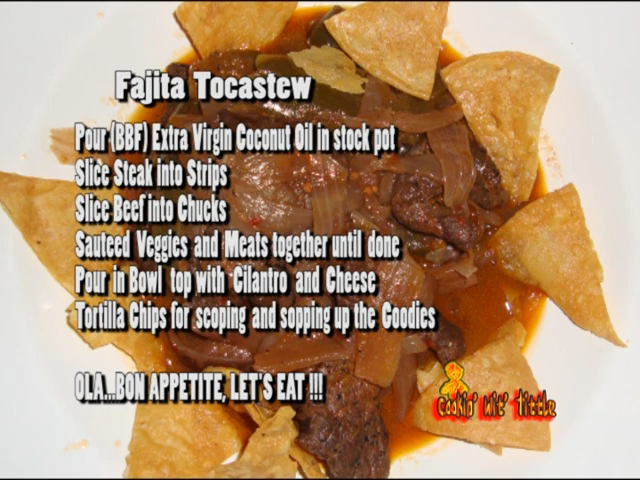 Fajita Tocastew
Pour (BBF) Extra Virgin Coconut Oil in stock pot
Slice Steak into Strips
Slice Beef into Chucks
Sauteed Veggies and Meats together until done
Pour in Bowl top with Cilantro and Cheese
Tortilla Chips for scoping and sopping up the Goodies
OLA...BON APPETITE, LET'S EAT !!!
Cookin' Wit' Tittle